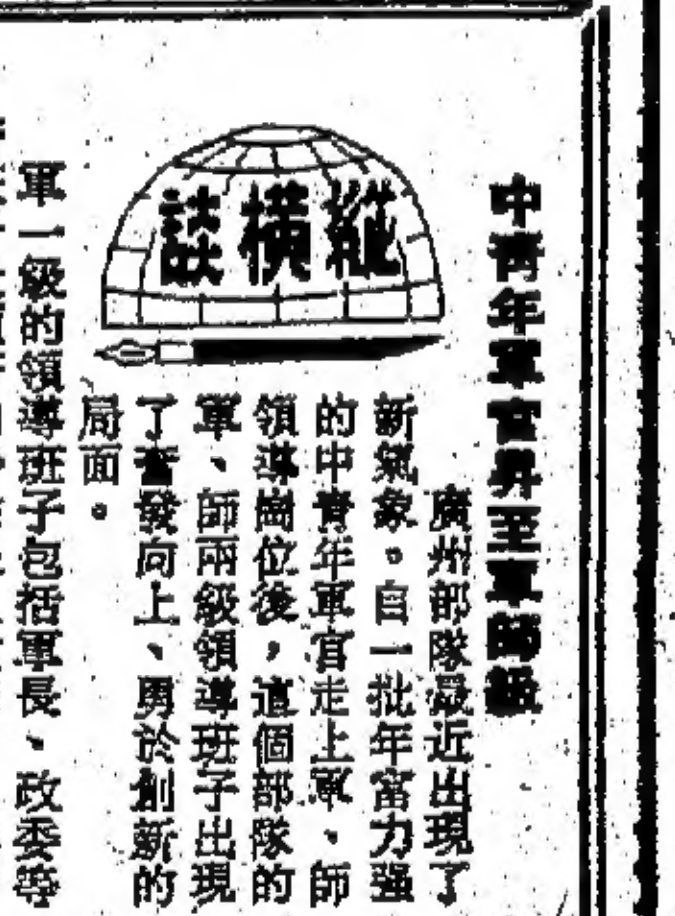 中青年軍官昇至軍師級
縱橫談
廣州部隊最近出現了
新氣象。自一批年富力强
的中青年軍官走上軍、師
領導崗位後，這個部隊的
軍、師兩級領導班子出現
了奮發向上、勇於創新的
局面。
軍一級的領導班子包括軍長、政委等